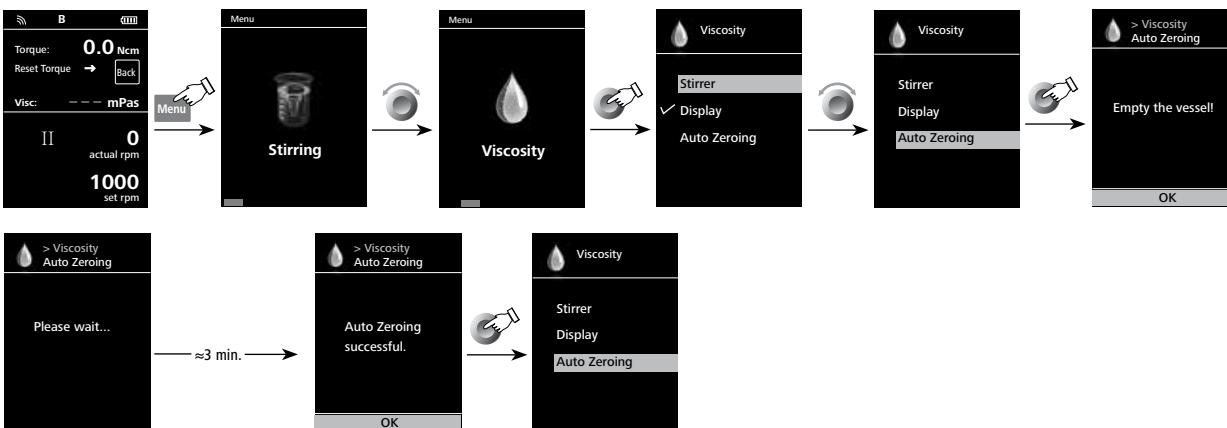 B
Torque: 0.0 Ncm
Reset Torque → Back
Visc: – – – mPas
II 0
actual rpm
1000
set rpm
Menu
Menu
Stirring
Menu
Viscosity
Viscosity
Stirrer
✓ Display
Auto Zeroing
Viscosity
Stirrer
Display
Auto Zeroing
> Viscosity
Auto Zeroing
Empty the vessel!
OK
> Viscosity
Auto Zeroing
Please wait...
≈3 min.
> Viscosity
Auto Zeroing
Auto Zeroing
successful.
OK
Viscosity
Stirrer
Display
Auto Zeroing